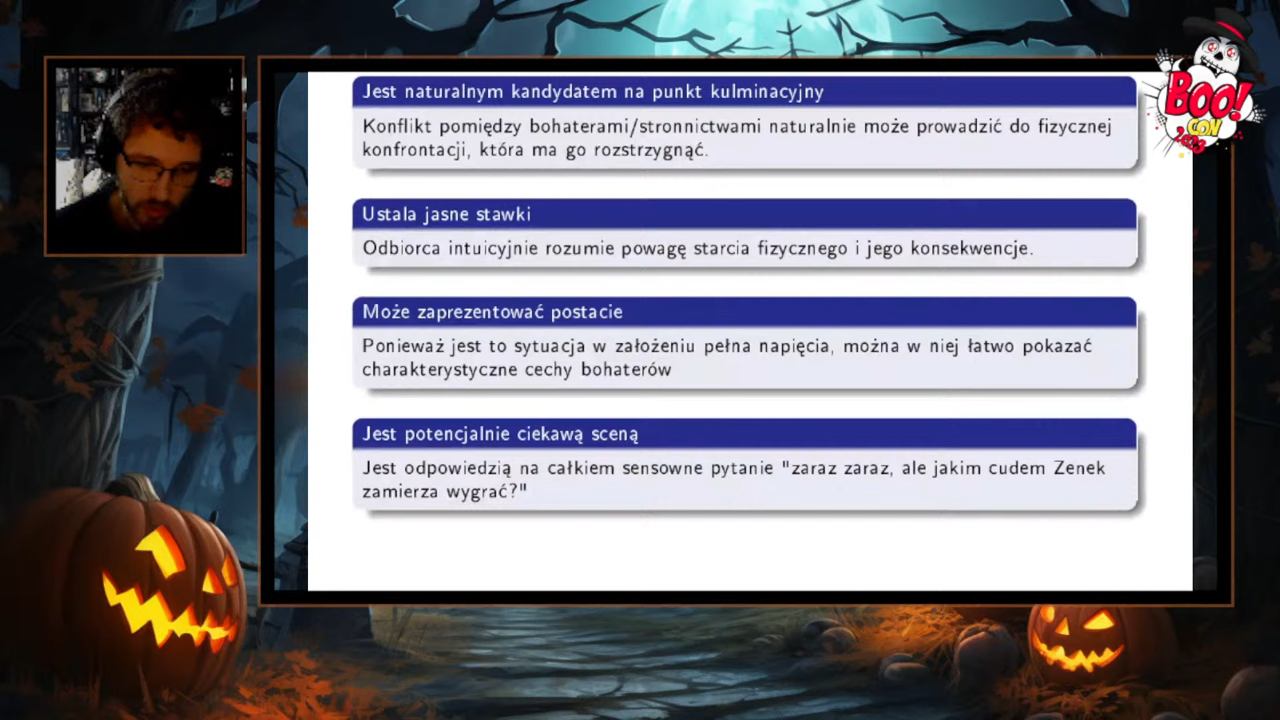 Jest naturalnym kandydatem na punkt kulminacyjny
Konflikt pomiędzy bohaterami/stronnictwami naturalnie może prowadzić do fizycznej
konfrontacji, która ma go rozstrzygnąć.
Ustala jasne stawki
Odbiorca intuicyjnie rozumie powagę starcia fizycznego i jego konsekwencje.
Może zaprezentować postacie
Ponieważ jest to sytuacja w założeniu pełna napięcia, można w niej łatwo pokazać
charakterystyczne cechy bohaterów
Jest potencjalnie ciekawą sceną
Jest odpowiedzią na całkiem sensowne pytanie "zaraz zaraz, ale jakim cudem Zenek
zamierza wygrać?"
BOO!
CON
2023